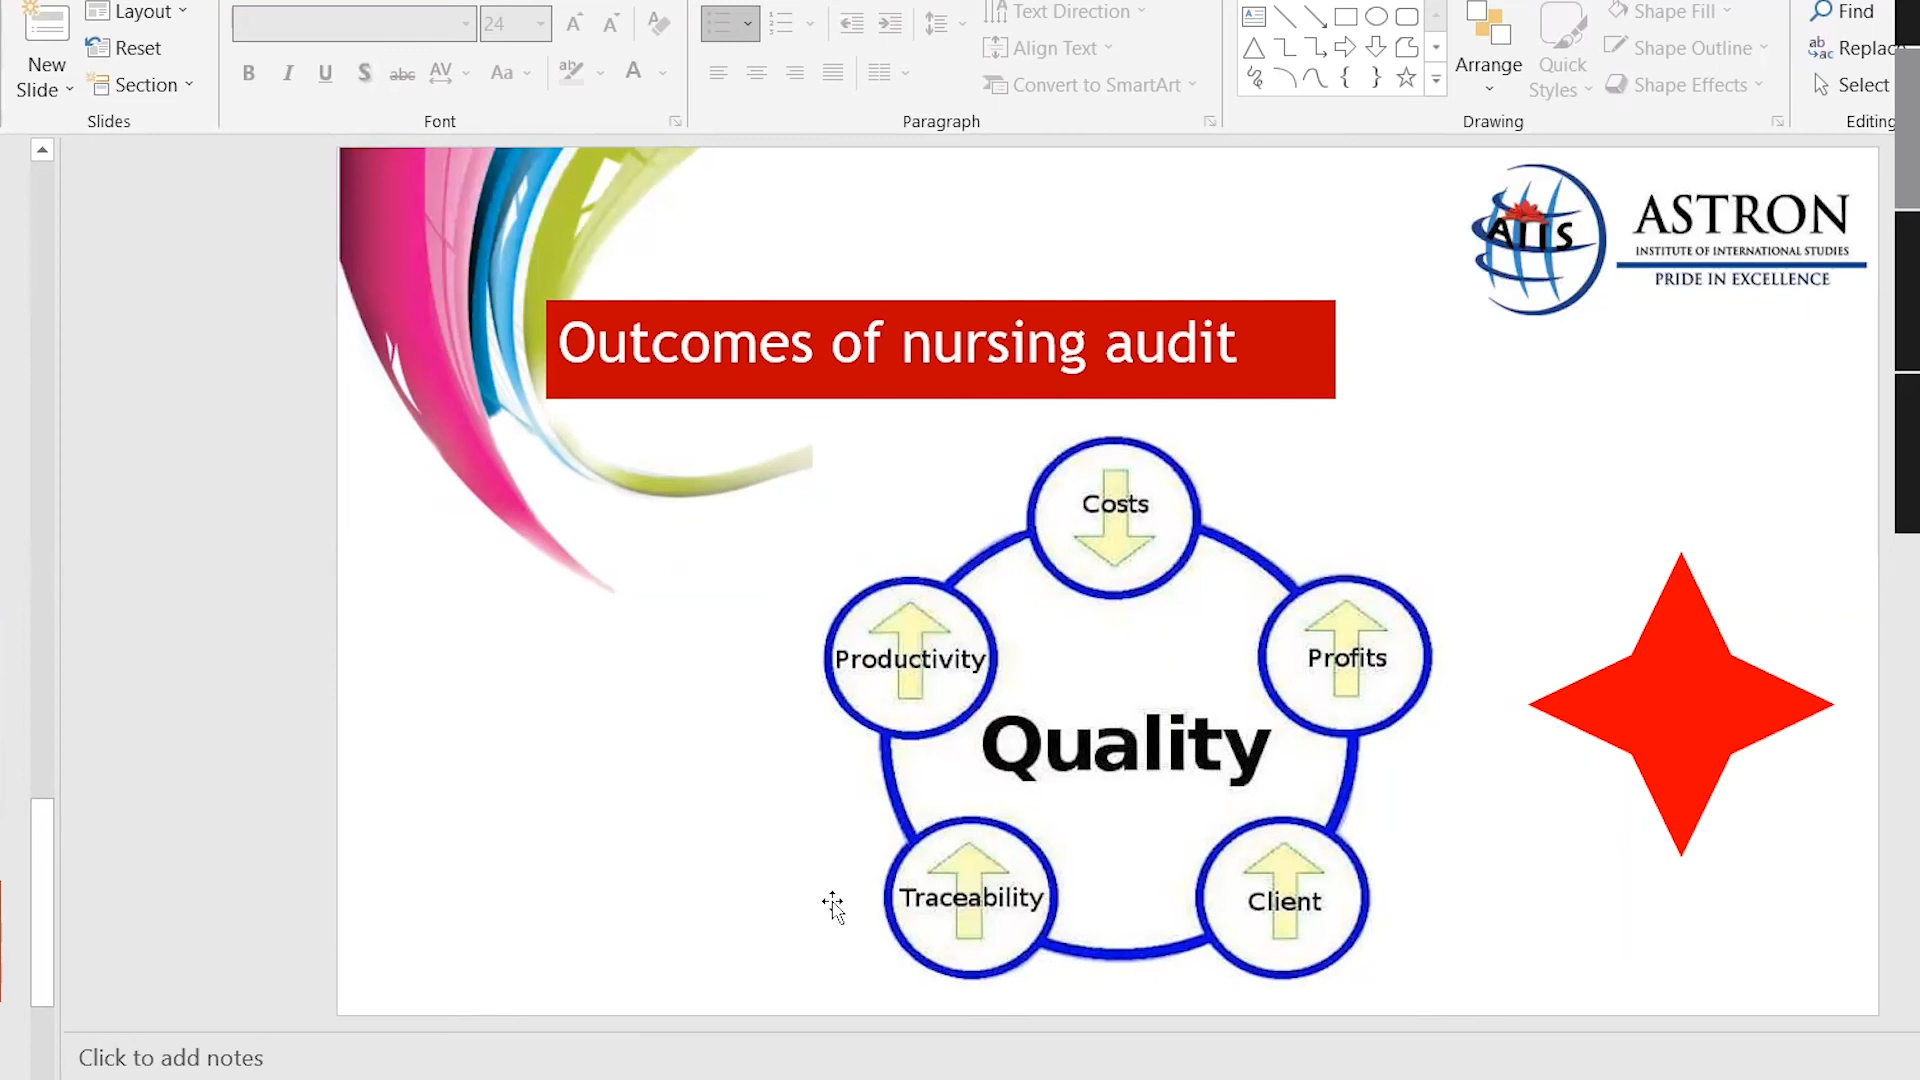 Layout
Reset
New
Slide
Section
Slides
24
B I U S abc AV Aa
ab A
Font
Text Direction
Align Text
Convert to SmartArt
Paragraph
Arrange
Quick
Styles
Shape Fill
Shape Outline
Shape Effects
Drawing
Find
Select
Editing
AIIS
ASTRON
INSTITUTE OF INTERNATIONAL STUDIES
PRIDE IN EXCELLENCE
Outcomes of nursing audit
Costs
Productivity
Profits
Quality
Traceability
Client
Click to add notes